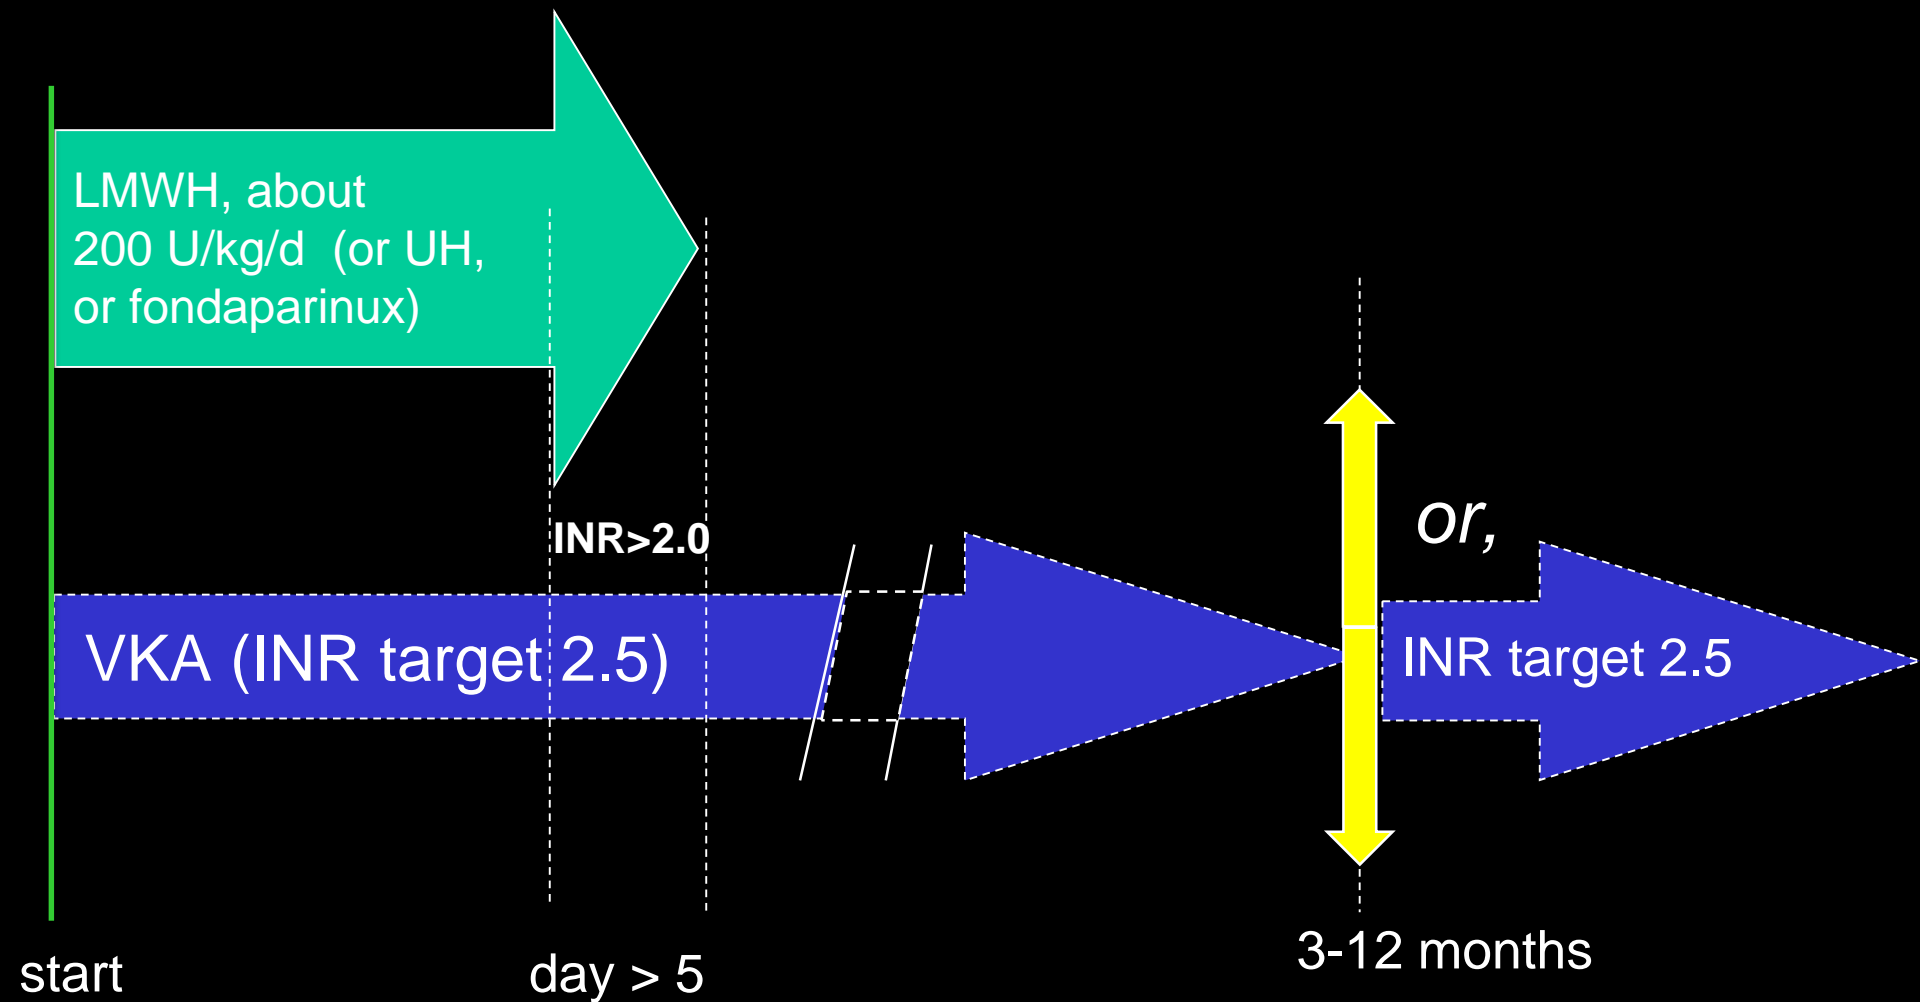 LMWH, about
200 U/kg/d  (or UH,
or fondaparinux)
INR>2.0
or,
VKA (INR target 2.5)
INR target 2.5
start
day > 5
3-12 months